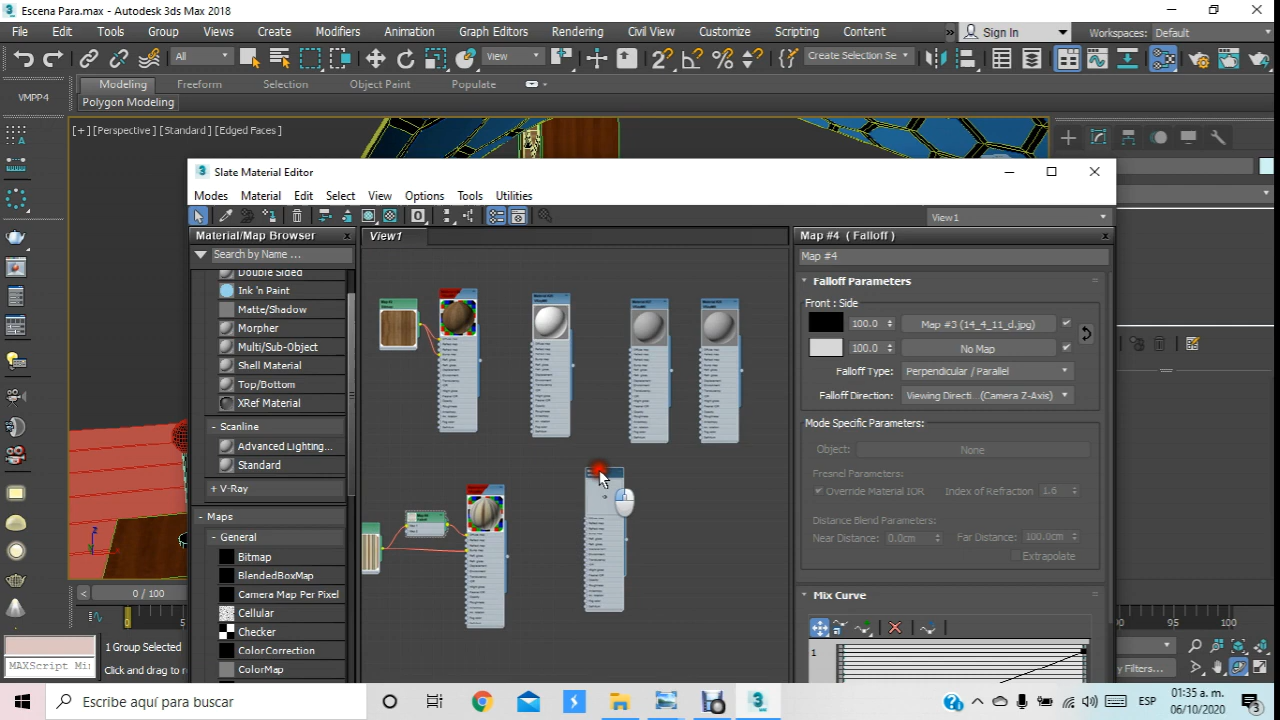 Escena Para.max - Autodesk 3ds Max 2018
File Edit Tools Group Views Create Modifiers Animation Graph Editors Rendering Civil View Customize Scripting Content » Sign In Workspaces: Default
All View Create Selection Se
Modeling Freeform Selection Object Paint Populate
VMPP4
Polygon Modeling
[ + ] [Perspective ] [Standard ] [Edged Faces ]
Slate Material Editor
Modes Material Edit Select View Options Tools Utilities
View1
Material/Map Browser
View1
Map #4 ( Falloff )
Search by Name ...
Map #4
Double Sided
Ink 'n Paint
Matte/Shadow
Morpher
Multi/Sub-Object
Shell Material
Top/Bottom
XRef Material
- Scanline
Advanced Lighting...
Standard
+ V-Ray
- Maps
- General
Bitmap
BlendedBoxMap
Camera Map Per Pixel
Cellular
Checker
ColorCorrection
ColorMap
Falloff Parameters
Front : Side
100.0 Map #3 (14_4_11_d.jpg)
100.0 No Map
Falloff Type: Perpendicular / Parallel
Falloff Direction: Viewing Directi.. (Camera Z-Axis)
Mode Specific Parameters:
Object: None
Fresnel Parameters:
Override Material IOR Index of Refraction 1.6
Distance Blend Parameters:
Near Distance: 0.0cm Far Distance: 100.0cm
Extrapolate
Mix Curve
1
z
0 / 100
0 5 90 95 100
1 Group Selected
MAXScript Mi
Click and drag to
y Filters...
Escribe aquí para buscar
ESP
01:35 a. m.
06/10/2020
3